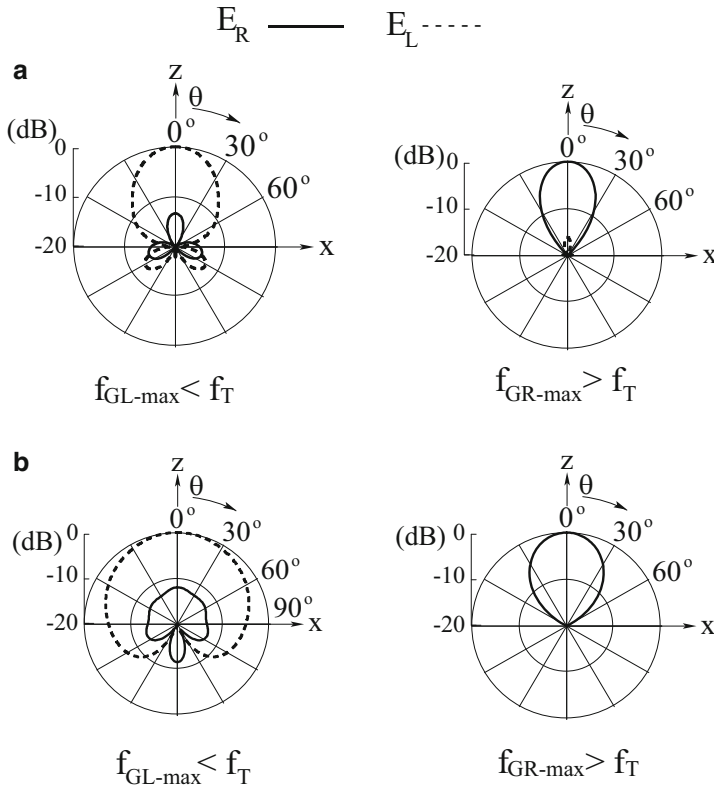 E_R E_L
a
z
θ
(dB)
0°
30°
60°
0
-10
-20
x
f_GL-max < f_T
z
θ
(dB)
0°
30°
60°
0
-10
-20
x
f_GR-max > f_T
b
z
θ
(dB)
0°
30°
60°
90°
0
-10
-20
x
f_GL-max < f_T
z
θ
(dB)
0°
30°
60°
0
-10
-20
x
f_GR-max > f_T